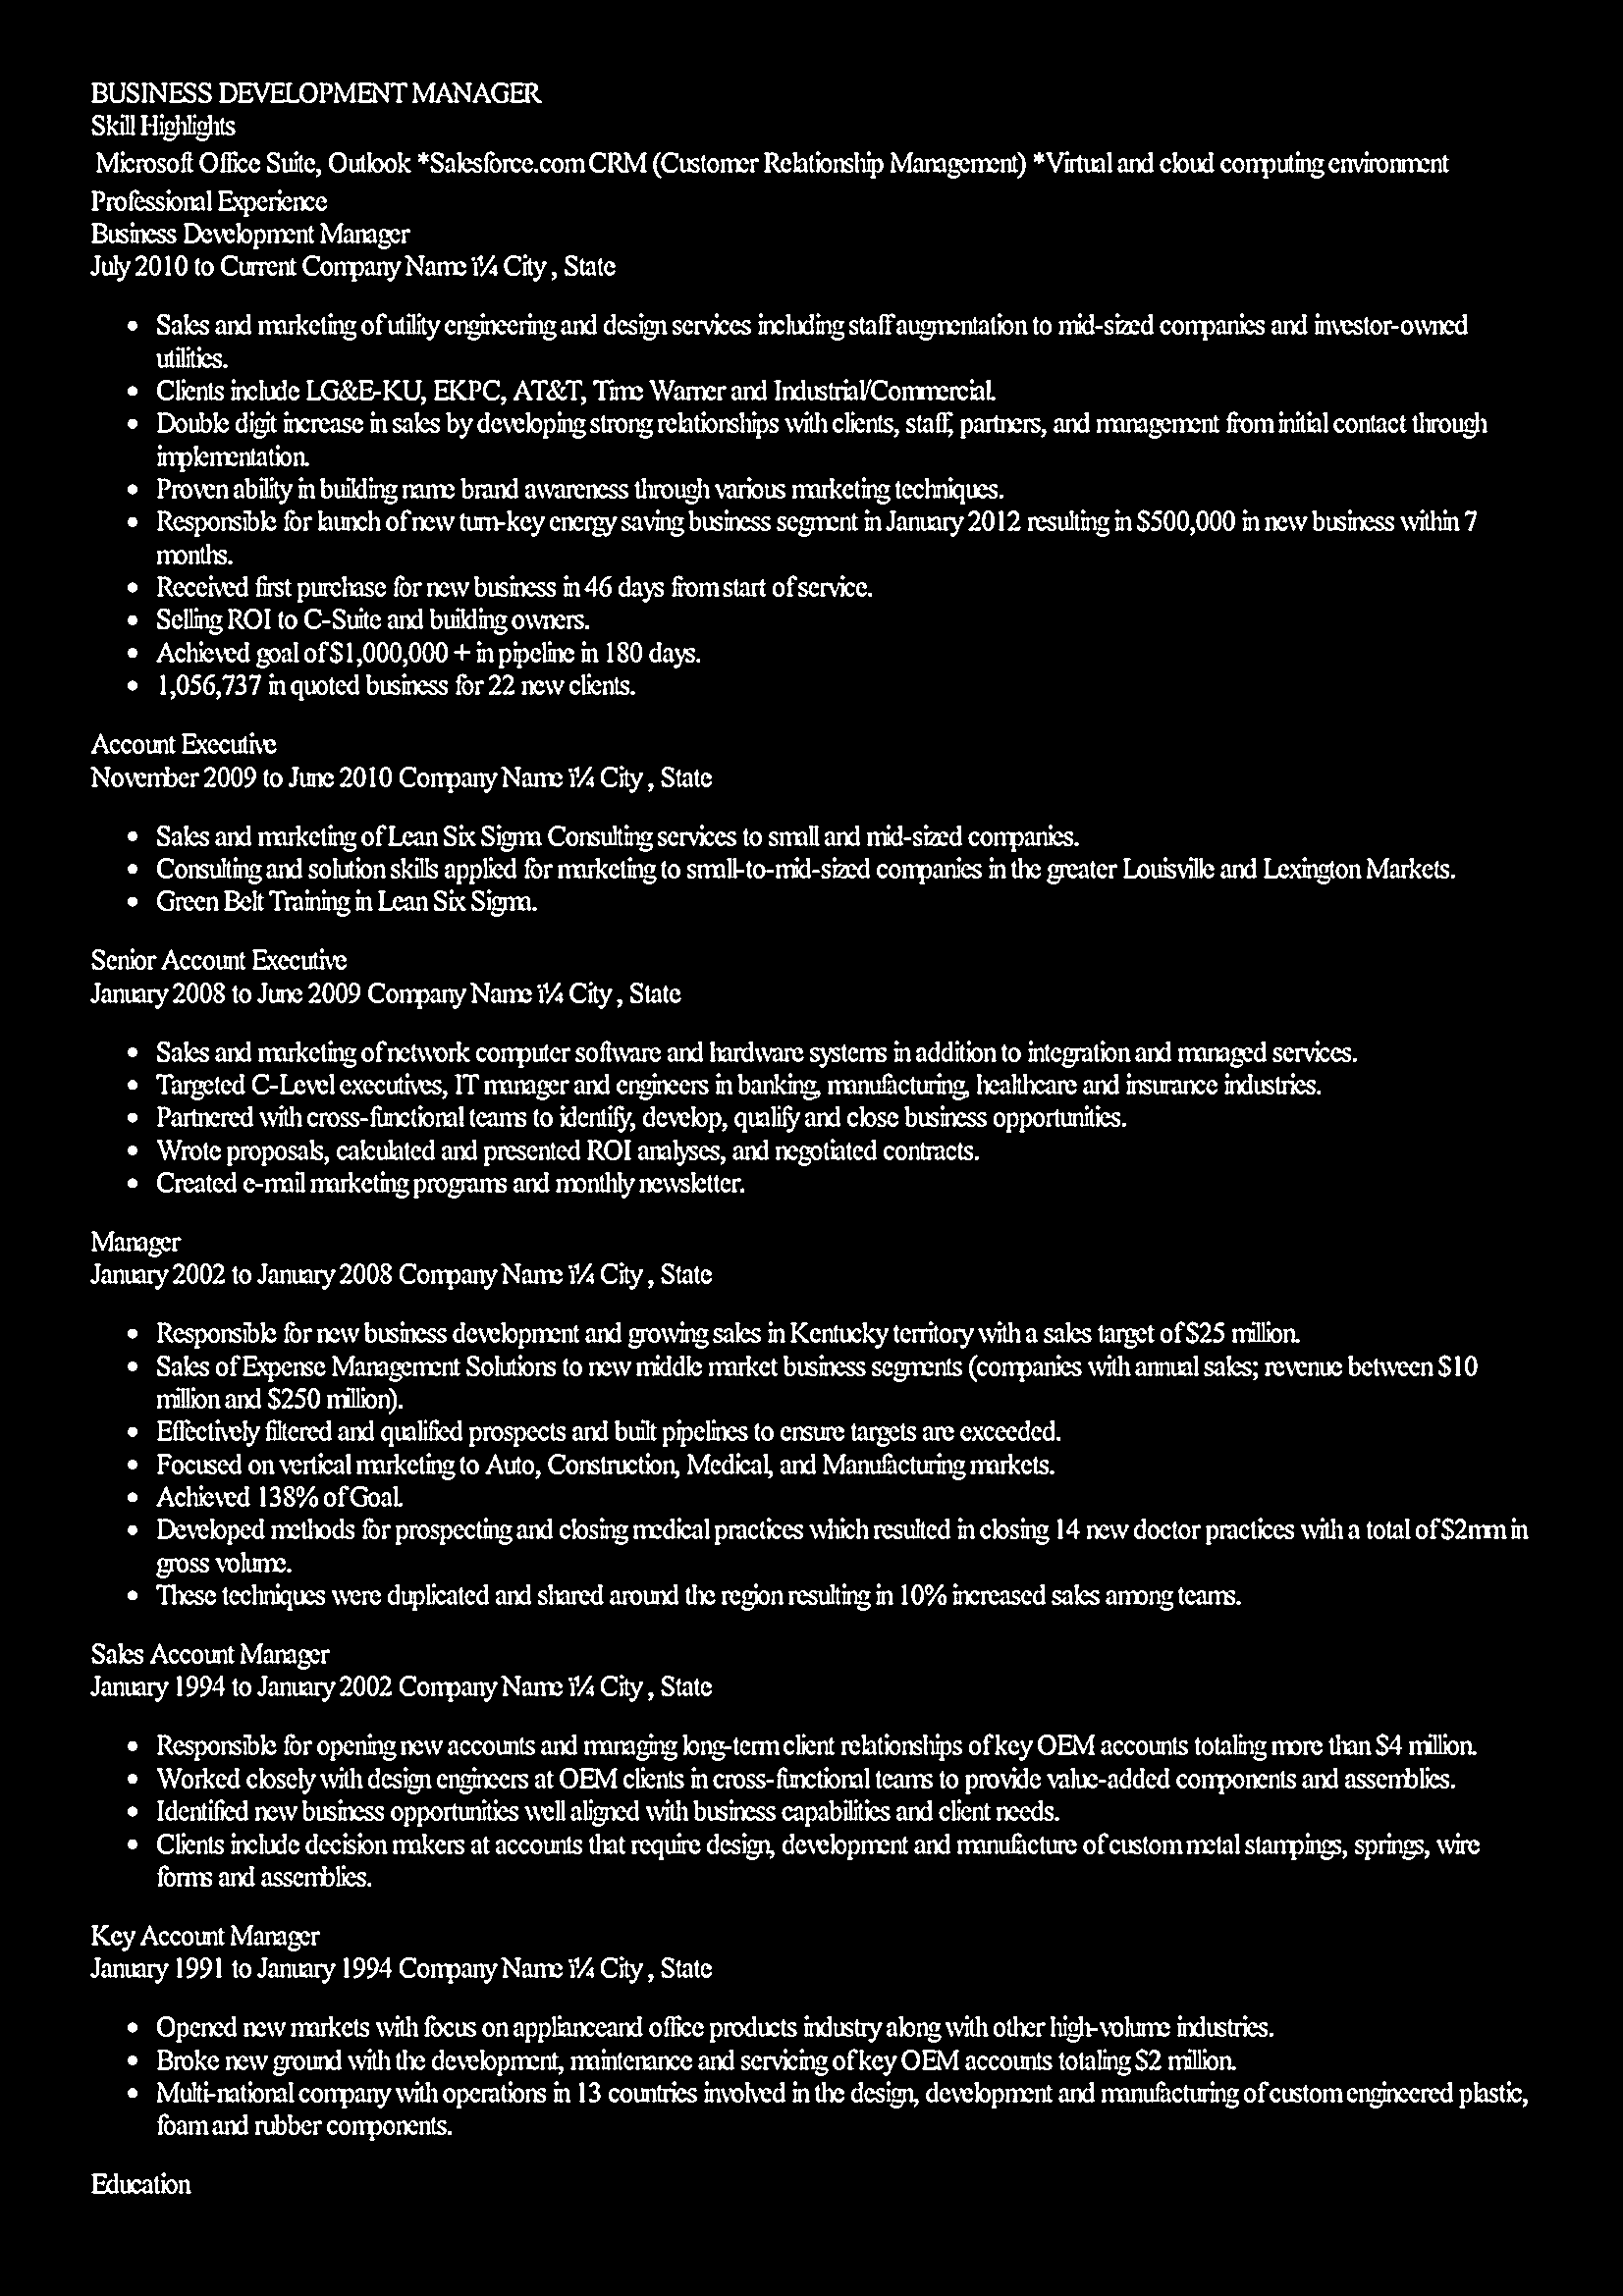 BUSINESS DEVELOPMENT MANAGER
Skill Highlights
Microsoft Office Suite, Outlook *Salesforce.com CRM (Customer Relationship Management) *Virtual and cloud computing environment
Professional Experience
Business Development Manager
July 2010 to Current Company Name ï¼ City , State
• Sales and marketing of utility engineering and design services including staff augmentation to mid-sized companies and investor-owned
utilities.
• Clients include LG&E-KU, EKPC, AT&T, Time Warner and Industrial/Commercial.
• Double digit increase in sales by developing strong relationships with clients, staff, partners, and management from initial contact through
implementation.
• Proven ability in building name brand awareness through various marketing techniques.
• Responsible for launch of new turn-key energy saving business segment in January 2012 resulting in $500,000 in new business within 7
months.
• Received first purchase for new business in 46 days from start of service.
• Selling ROI to C-Suite and building owners.
• Achieved goal of $1,000,000 + in pipeline in 180 days.
• 1,056,737 in quoted business for 22 new clients.
Account Executive
November 2009 to June 2010 Company Name ï¼ City , State
• Sales and marketing of Lean Six Sigma Consulting services to small and mid-sized companies.
• Consulting and solution skills applied for marketing to small-to-mid-sized companies in the greater Louisville and Lexington Markets.
• Green Belt Training in Lean Six Sigma.
Senior Account Executive
January 2008 to June 2009 Company Name ï¼ City , State
• Sales and marketing of network computer software and hardware systems in addition to integration and managed services.
• Targeted C-Level executives, IT manager and engineers in banking, manufacturing, healthcare and insurance industries.
• Partnered with cross-functional teams to identify, develop, qualify and close business opportunities.
• Wrote proposals, calculated and presented ROI analyses, and negotiated contracts.
• Created e-mail marketing programs and monthly newsletter.
Manager
January 2002 to January 2008 Company Name ï¼ City , State
• Responsible for new business development and growing sales in Kentucky territory with a sales target of $25 million.
• Sales of Expense Management Solutions to new middle market business segments (companies with annual sales; revenue between $10
million and $250 million).
• Effectively filtered and qualified prospects and built pipelines to ensure targets are exceeded.
• Focused on vertical marketing to Auto, Construction, Medical, and Manufacturing markets.
• Achieved 138% of Goal.
• Developed methods for prospecting and closing medical practices which resulted in closing 14 new doctor practices with a total of $2mm in
gross volume.
• These techniques were duplicated and shared around the region resulting in 10% increased sales among teams.
Sales Account Manager
January 1994 to January 2002 Company Name ï¼ City , State
• Responsible for opening new accounts and managing long-term client relationships of key OEM accounts totaling more than $4 million.
• Worked closely with design engineers at OEM clients in cross-functional teams to provide value-added components and assemblies.
• Identified new business opportunities well aligned with business capabilities and client needs.
• Clients include decision makers at accounts that require design, development and manufacture of custom metal stampings, springs, wire
forms and assemblies.
Key Account Manager
January 1991 to January 1994 Company Name ï¼ City , State
• Opened new markets with focus on applianceand office products industry along with other high-volume industries.
• Broke new ground with the development, maintenance and servicing of key OEM accounts totaling $2 million.
• Multi-national company with operations in 13 countries involved in the design, development and manufacturing of custom engineered plastic,
foam and rubber components.
Education